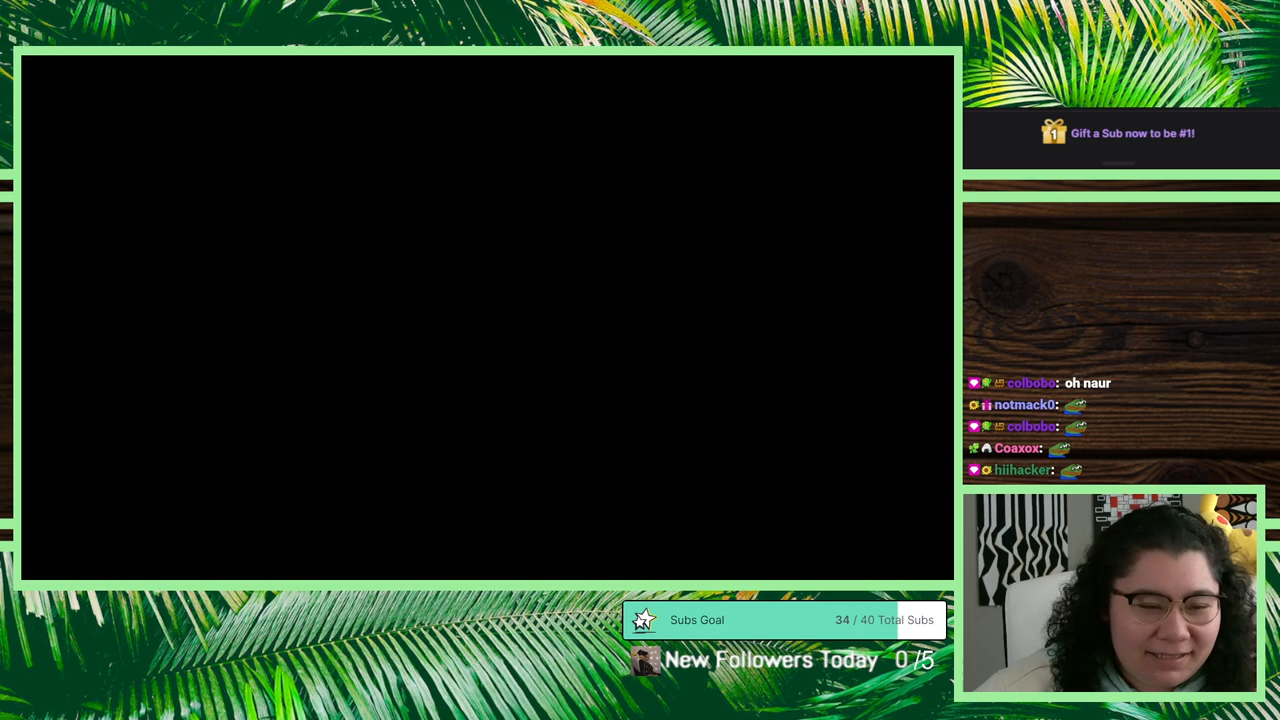 1 Gift a Sub now to be #1!
colbobo: oh naur
notmack0:
colbobo:
Coaxox:
hiihacker:
Subs Goal 34 / 40 Total Subs
New Followers Today 0 /5